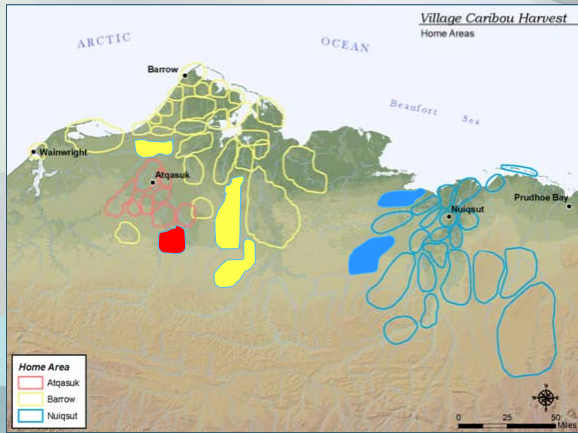 Village Caribou Harvest
Home Areas
ARCTIC OCEAN
Barrow
Beaufort Sea
Wainwright
Atqasuk
Prudhoe Bay
Nuiqsut
Home Area
Atqasuk
Barrow
Nuiqsut
0 25 50
Miles